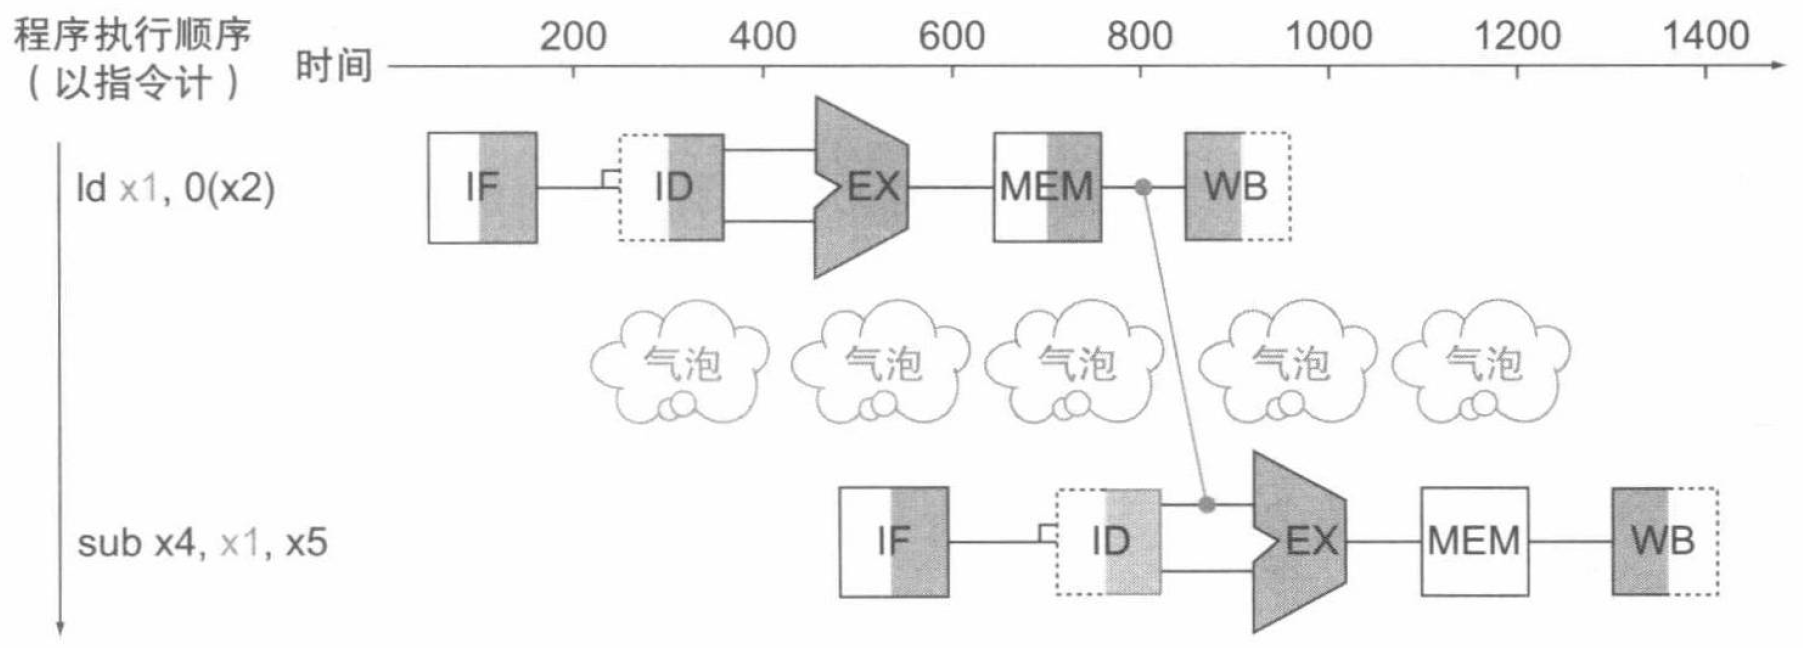 程序执行顺序
（以指令计）
时间
200 400 600 800 1000 1200 1400
ld x1, 0(x2)
IF ID EX MEM WB
气泡 气泡 气泡 气泡 气泡
sub x4, x1, x5
IF ID EX MEM WB